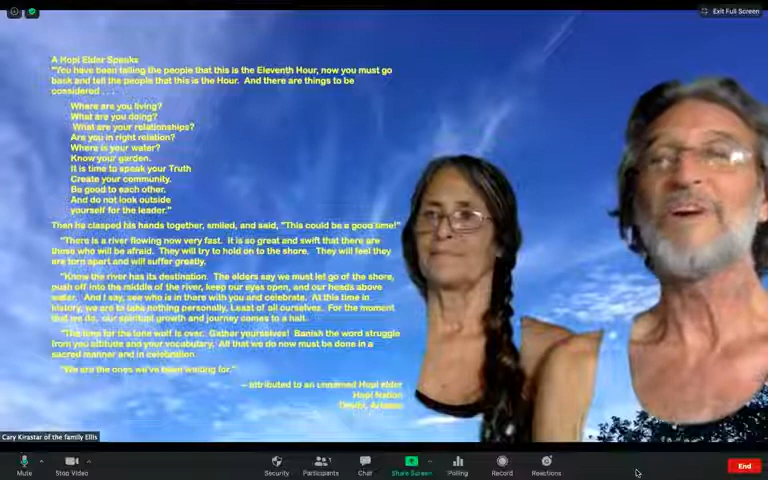 Exit Full Screen
A Hopi Elder Speaks
"You have been telling the people that this is the Eleventh Hour, now you must go
back and tell the people that this is the Hour. And there are things to be
considered . . .
Where are you living?
What are you doing?
What are your relationships?
Are you in right relation?
Where is your water?
Know your garden.
It is time to speak your Truth
Create your community.
Be good to each other.
And do not look outside
yourself for the leader."
Then he clasped his hands together, smiled, and said, "This could be a good time!"
"There is a river flowing now very fast. It is so great and swift that there are
those who will be afraid. They will try to hold on to the shore. They will feel they
are torn apart and will suffer greatly.
"Know the river has its destination. The elders say we must let go of the shore,
push off into the middle of the river, keep our eyes open, and our heads above
water. And I say, see who is in there with you and celebrate. At this time in
history, we are to take nothing personally, Least of all ourselves. For the moment
that we do, our spiritual growth and journey comes to a halt.
"The time for the lone wolf is over. Gather yourselves! Banish the word struggle
from you attitude and your vocabulary. All that we do now must be done in a
sacred manner and in celebration.
"We are the ones we've been waiting for."
-- attributed to an unnamed Hopi elder
Hopi Nation
Oraibi, Arizona
Cary Kirastar of the family Ellis
Mute
Stop Video
Security
Participants
1
Chat
Share Screen
Polling
Record
Reactions
End